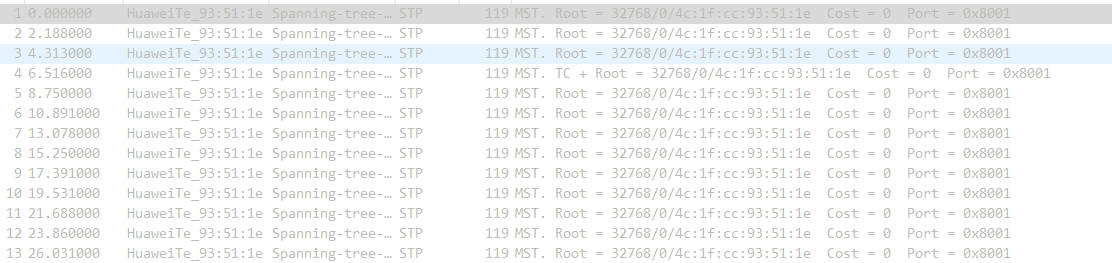 1 0.000000 HuaweiTe_93:51:1e Spanning-tree-… STP 119 MST. Root = 32768/0/4c:1f:cc:93:51:1e Cost = 0 Port = 0x8001
2 2.188000 HuaweiTe_93:51:1e Spanning-tree-… STP 119 MST. Root = 32768/0/4c:1f:cc:93:51:1e Cost = 0 Port = 0x8001
3 4.313000 HuaweiTe_93:51:1e Spanning-tree-… STP 119 MST. Root = 32768/0/4c:1f:cc:93:51:1e Cost = 0 Port = 0x8001
4 6.516000 HuaweiTe_93:51:1e Spanning-tree-… STP 119 MST. TC + Root = 32768/0/4c:1f:cc:93:51:1e Cost = 0 Port = 0x8001
5 8.750000 HuaweiTe_93:51:1e Spanning-tree-… STP 119 MST. Root = 32768/0/4c:1f:cc:93:51:1e Cost = 0 Port = 0x8001
6 10.891000 HuaweiTe_93:51:1e Spanning-tree-… STP 119 MST. Root = 32768/0/4c:1f:cc:93:51:1e Cost = 0 Port = 0x8001
7 13.078000 HuaweiTe_93:51:1e Spanning-tree-… STP 119 MST. Root = 32768/0/4c:1f:cc:93:51:1e Cost = 0 Port = 0x8001
8 15.250000 HuaweiTe_93:51:1e Spanning-tree-… STP 119 MST. Root = 32768/0/4c:1f:cc:93:51:1e Cost = 0 Port = 0x8001
9 17.391000 HuaweiTe_93:51:1e Spanning-tree-… STP 119 MST. Root = 32768/0/4c:1f:cc:93:51:1e Cost = 0 Port = 0x8001
10 19.531000 HuaweiTe_93:51:1e Spanning-tree-… STP 119 MST. Root = 32768/0/4c:1f:cc:93:51:1e Cost = 0 Port = 0x8001
11 21.688000 HuaweiTe_93:51:1e Spanning-tree-… STP 119 MST. Root = 32768/0/4c:1f:cc:93:51:1e Cost = 0 Port = 0x8001
12 23.860000 HuaweiTe_93:51:1e Spanning-tree-… STP 119 MST. Root = 32768/0/4c:1f:cc:93:51:1e Cost = 0 Port = 0x8001
13 26.031000 HuaweiTe_93:51:1e Spanning-tree-… STP 119 MST. Root = 32768/0/4c:1f:cc:93:51:1e Cost = 0 Port = 0x8001